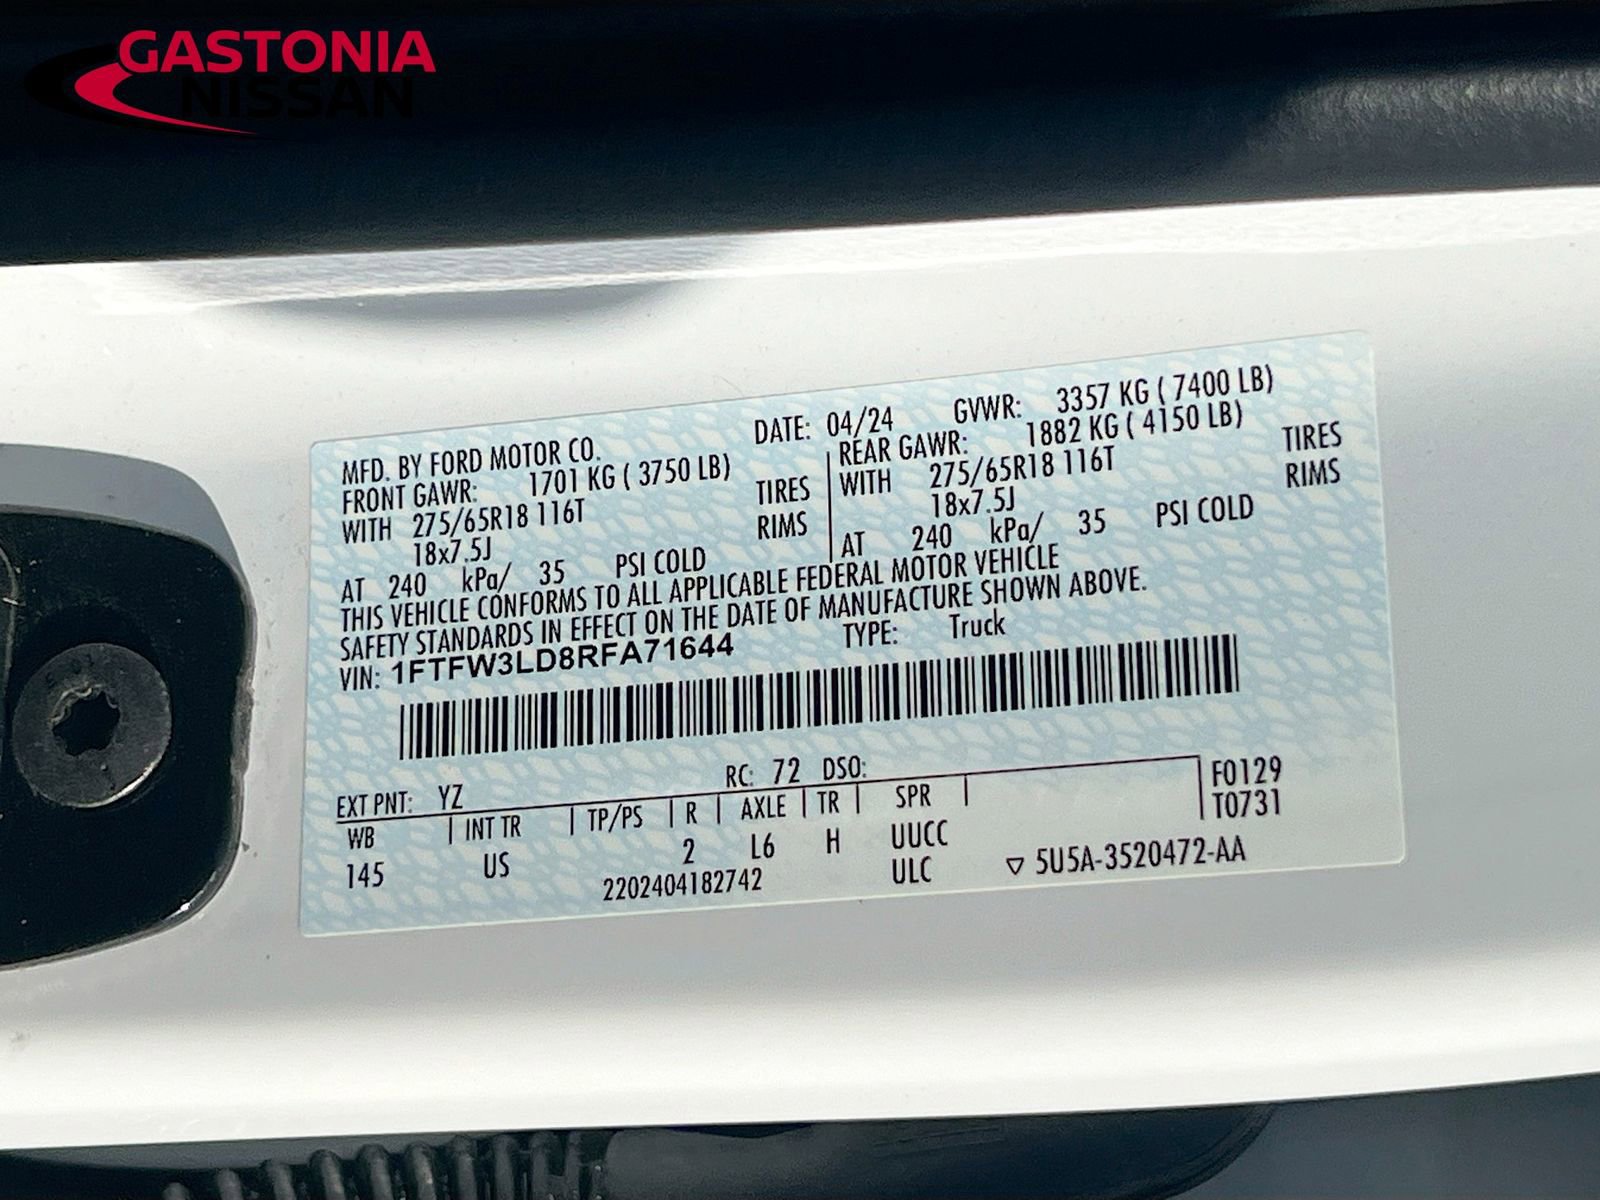 GASTONIA
NISSAN
MFD. BY FORD MOTOR CO. DATE: 04/24 GVWR: 3357 KG ( 7400 LB)
FRONT GAWR: 1701 KG ( 3750 LB) REAR GAWR: 1882 KG ( 4150 LB)
WITH 275/65R18 116T TIRES WITH 275/65R18 116T TIRES
18x7.5J RIMS 18x7.5J RIMS
AT 240 kPa/ 35 PSI COLD AT 240 kPa/ 35 PSI COLD
THIS VEHICLE CONFORMS TO ALL APPLICABLE FEDERAL MOTOR VEHICLE
SAFETY STANDARDS IN EFFECT ON THE DATE OF MANUFACTURE SHOWN ABOVE.
VIN: 1FTFW3LD8RFA71644 TYPE: Truck
EXT PNT: YZ RC: 72 DSO: F0129
WB INT TR TP/PS R AXLE TR SPR T0731
145 US 2 L6 H UUCC
2202404182742 ULC ▽ 5U5A-3520472-AA